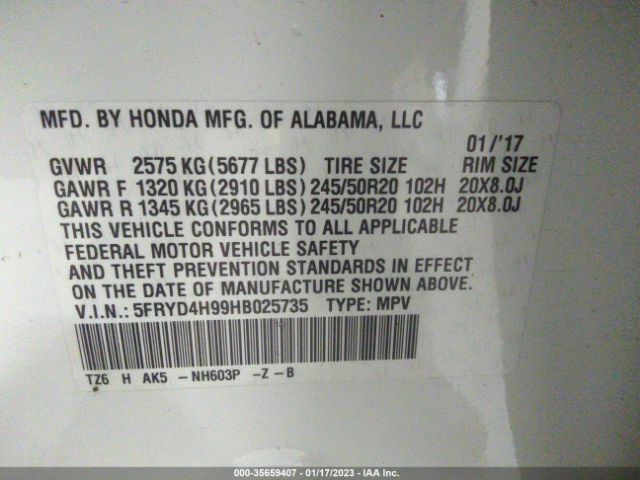 MFD. BY HONDA MFG. OF ALABAMA, LLC
01/'17
GVWR 2575 KG (5677 LBS) TIRE SIZE RIM SIZE
GAWR F 1320 KG (2910 LBS) 245/50R20 102H 20X8.0J
GAWR R 1345 KG (2965 LBS) 245/50R20 102H 20X8.0J
THIS VEHICLE CONFORMS TO ALL APPLICABLE
FEDERAL MOTOR VEHICLE SAFETY
AND THEFT PREVENTION STANDARDS IN EFFECT
ON THE DATE OF MANUFACTURE SHOWN ABOVE.
V.I.N.: 5FRYD4H99HB025735 TYPE: MPV
TZ6 H AK5 -NH603P -Z -B
000-35659407 - 01/17/2023 - IAA Inc.